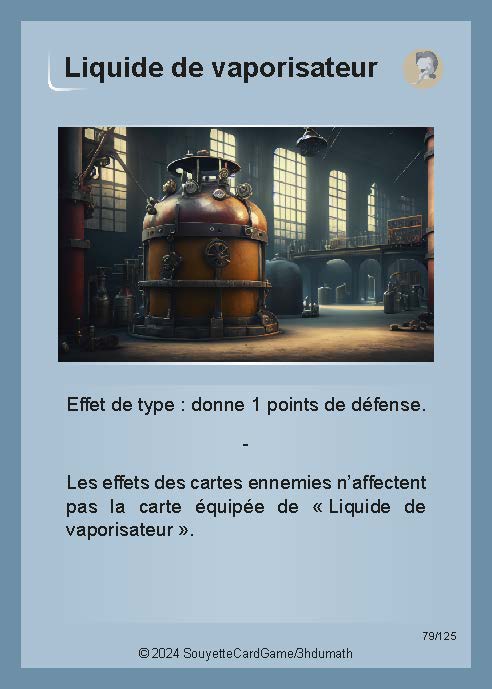 Liquide de vaporisateur
Effet de type : donne 1 points de défense.
-
Les effets des cartes ennemies n’affectent
pas la carte équipée de « Liquide de
vaporisateur ».
79/125
© 2024 SouyetteCardGame/3hdumath